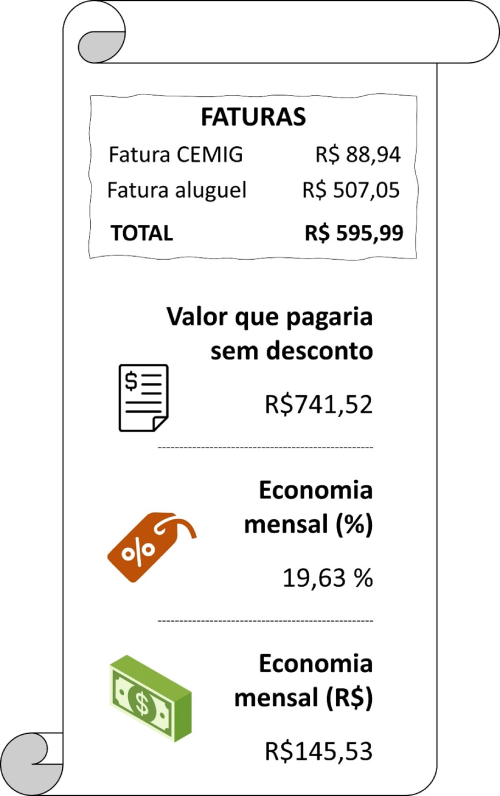 FATURAS
Fatura CEMIG R$ 88,94
Fatura aluguel R$ 507,05
TOTAL R$ 595,99
Valor que pagaria
sem desconto
$
R$741,52
Economia
mensal (%)
%
19,63 %
Economia
mensal (R$)
$
R$145,53